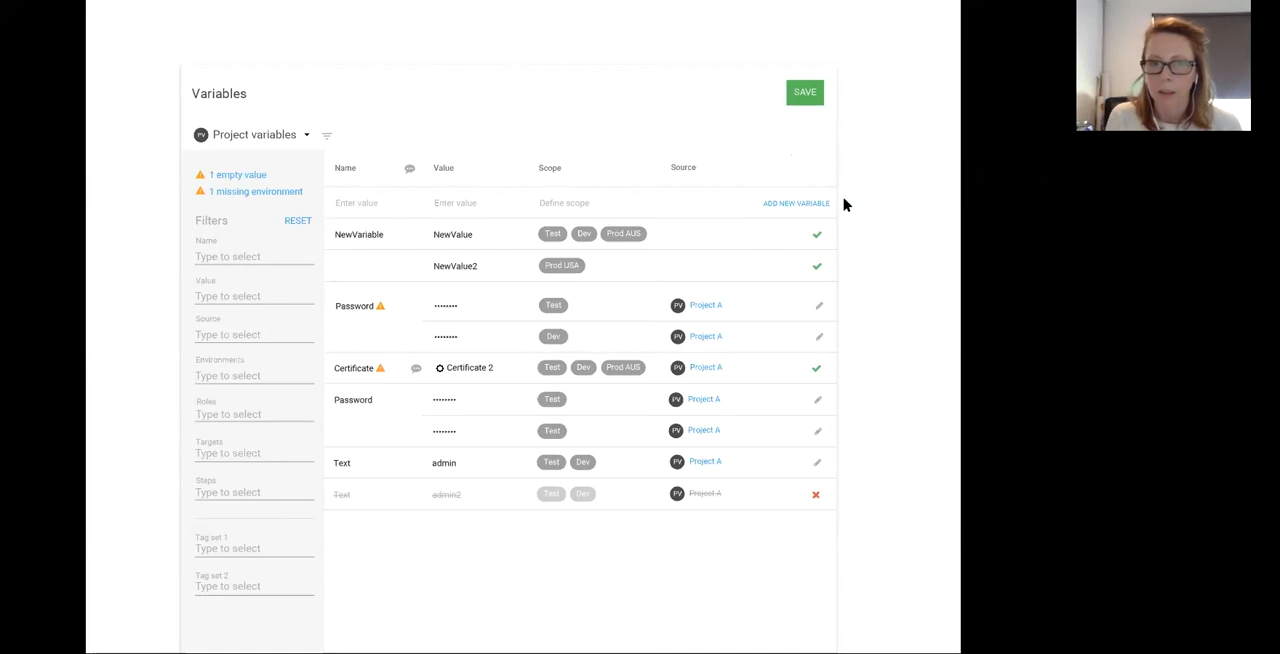 Variables
SAVE
PV Project variables
1 empty value
1 missing environment
Filters RESET
Name
Type to select
Value
Type to select
Source
Type to select
Environments
Type to select
Roles
Type to select
Targets
Type to select
Steps
Type to select
Tag set 1
Type to select
Tag set 2
Type to select
Name Value Scope Source
Enter value Enter value Define scope ADD NEW VARIABLE
NewVariable NewValue Test Dev Prod AUS
NewValue2 Prod USA
Password •••••••• Test PV Project A
•••••••• Dev PV Project A
Certificate Certificate 2 Test Dev Prod AUS PV Project A
Password •••••••• Test PV Project A
•••••••• Test PV Project A
Text admin Test Dev PV Project A
Text admin2 Test Dev PV Project A